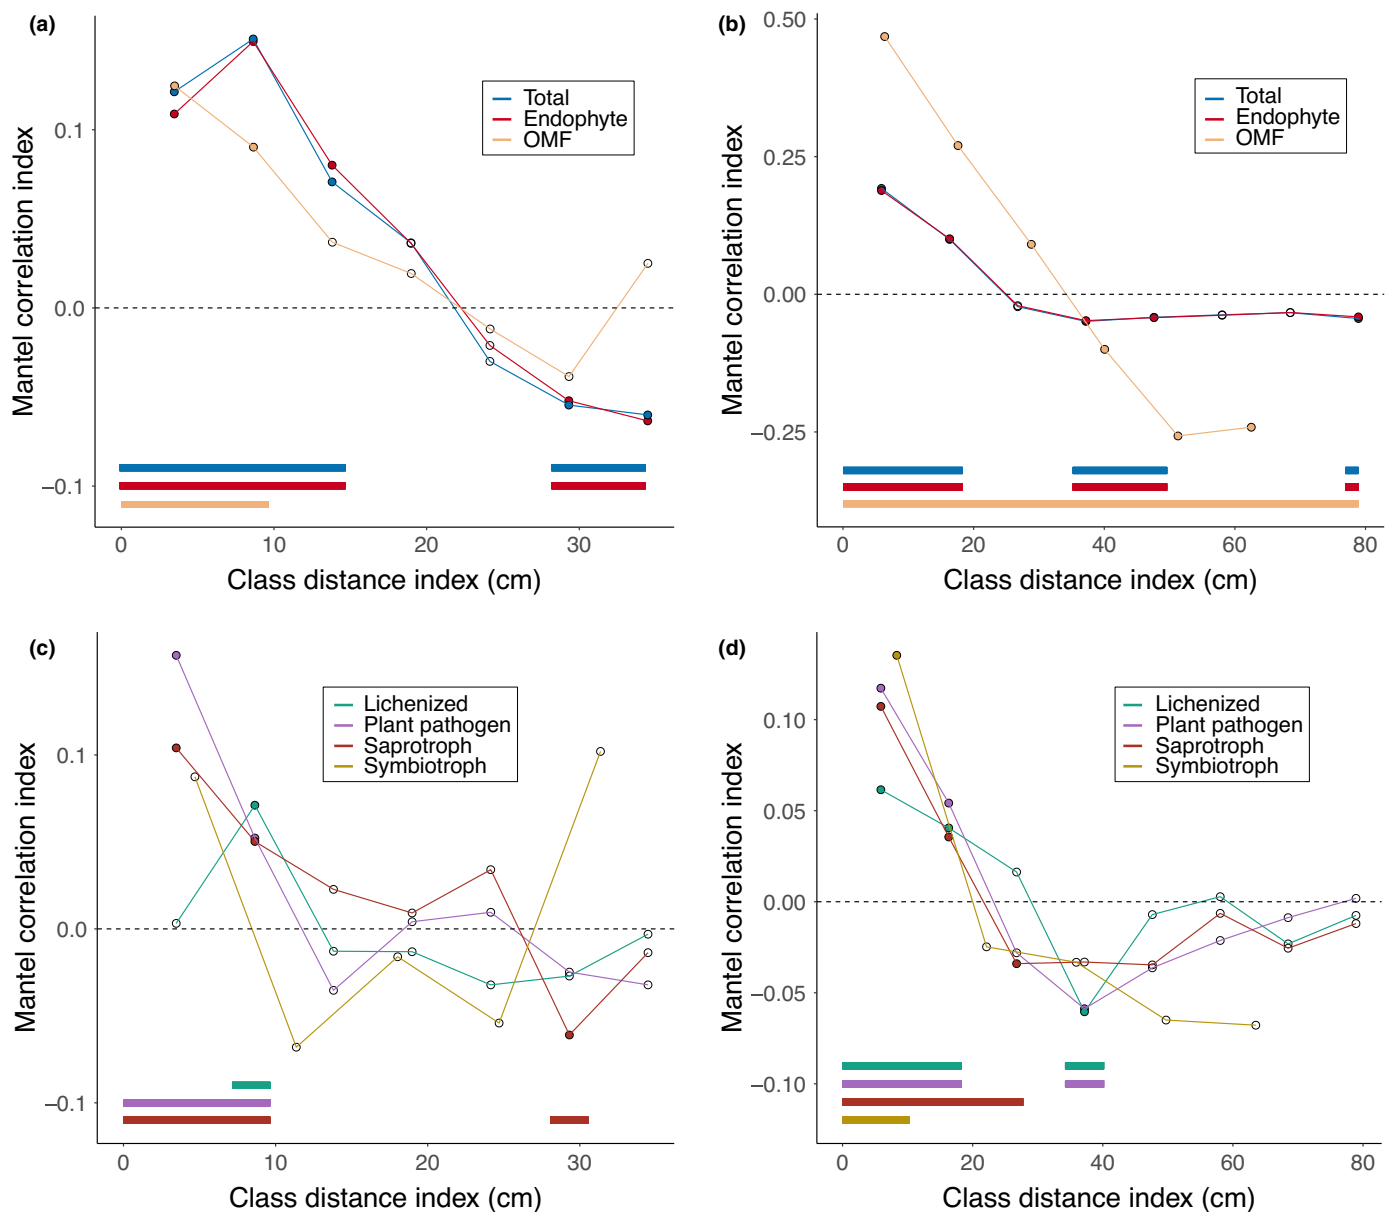 (a)
Mantel correlation index
0.1
0.0
−0.1
Total
Endophyte
OMF
0
10
20
30
Class distance index (cm)
(b)
Mantel correlation index
0.50
0.25
0.00
−0.25
Total
Endophyte
OMF
0
20
40
60
80
Class distance index (cm)
(c)
Mantel correlation index
0.1
0.0
−0.1
Lichenized
Plant pathogen
Saprotroph
Symbiotroph
0
10
20
30
Class distance index (cm)
(d)
Mantel correlation index
0.10
0.05
0.00
−0.05
−0.10
Lichenized
Plant pathogen
Saprotroph
Symbiotroph
0
20
40
60
80
Class distance index (cm)